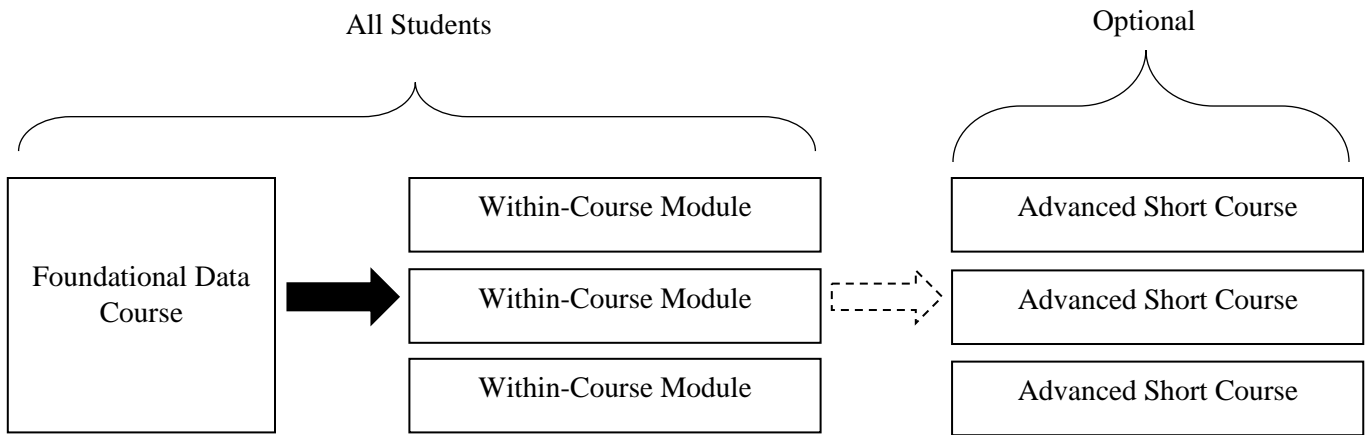 All Students
Optional
Foundational Data
Course
Within-Course Module
Within-Course Module
Within-Course Module
Advanced Short Course
Advanced Short Course
Advanced Short Course